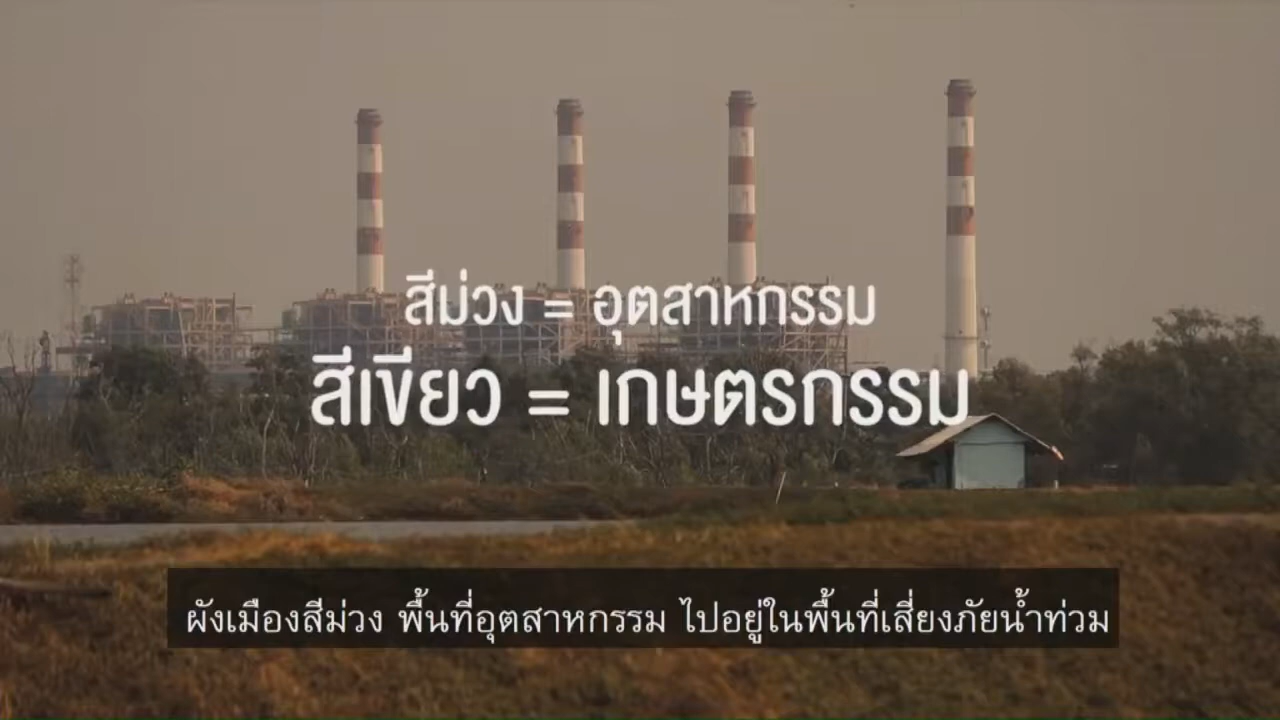 สีม่วง = อุตสาหกรรม
สีเขียว = เกษตรกรรม
ผังเมืองสีม่วง พื้นที่อุตสาหกรรม ไปอยู่ในพื้นที่เสี่ยงภัยน้ำท่วม